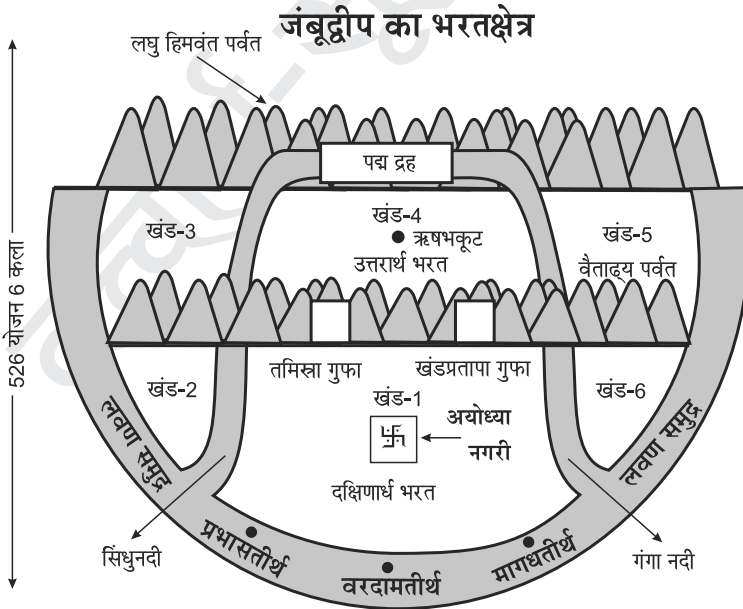 जंबूद्वीप का भरतक्षेत्र
लघु हिमवंत पर्वत
पद्म द्रह
खंड-3
खंड-4
ऋषभकूट
उत्तरार्थ भरत
खंड-5
वैताढ्य पर्वत
526 योजन 6 कला
खंड-2
तमिस्रा गुफा
खंडप्रतापा गुफा
खंड-6
खंड-1
अयोध्या
नगरी
दक्षिणार्ध भरत
लवण समुद्र
लवण समुद्र
सिंधुनदी
प्रभासतीर्थ
वरदामतीर्थ
मागधतीर्थ
गंगा नदी